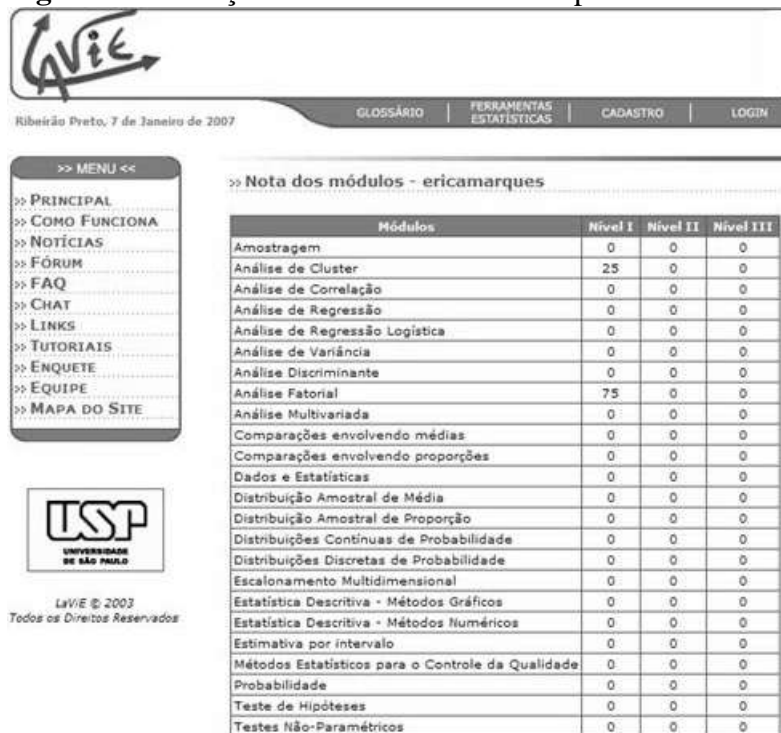 LAViE
Ribeirão Preto, 7 de Janeiro de 2007
GLOSSÁRIO | FERRAMENTAS ESTATÍSTICAS | CADASTRO | LOGIN
>> MENU <<
» PRINCIPAL
» COMO FUNCIONA
» NOTÍCIAS
» FÓRUM
» FAQ
» CHAT
» LINKS
» TUTORIAIS
» ENQUETE
» EQUIPE
» MAPA DO SITE
USP
UNIVERSIDADE
DE SÃO PAULO
LaViE © 2003
Todos os Direitos Reservados
» Nota dos módulos - ericamarques
Módulos Nível I Nível II Nível III
Amostragem 0 0 0
Análise de Cluster 25 0 0
Análise de Correlação 0 0 0
Análise de Regressão 0 0 0
Análise de Regressão Logística 0 0 0
Análise de Variância 0 0 0
Análise Discriminante 0 0 0
Análise Fatorial 75 0 0
Análise Multivariada 0 0 0
Comparações envolvendo médias 0 0 0
Comparações envolvendo proporções 0 0 0
Dados e Estatísticas 0 0 0
Distribuição Amostral de Média 0 0 0
Distribuição Amostral de Proporção 0 0 0
Distribuições Contínuas de Probabilidade 0 0 0
Distribuições Discretas de Probabilidade 0 0 0
Escalonamento Multidimensional 0 0 0
Estatística Descritiva - Métodos Gráficos 0 0 0
Estatística Descritiva - Métodos Numéricos 0 0 0
Estimativa por intervalo 0 0 0
Métodos Estatísticos para o Controle da Qualidade 0 0 0
Probabilidade 0 0 0
Teste de Hipóteses 0 0 0
Testes Não-Paramétricos 0 0 0